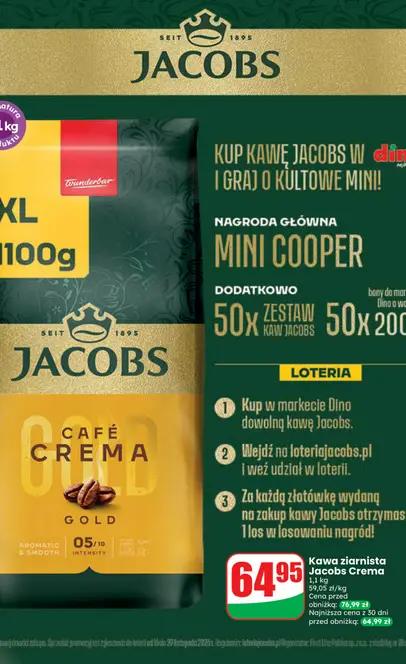 SEIT 1895
JACOBS
1kg
wunderbar
XL
1100g
SEIT 1895
JACOBS
GOLD
CAFÉ
CREMA
GOLD
AROMATIC
& SMOOTH
05/10
INTENSITY
KUP KAWĘ JACOBS W
I GRAJ O KULTOWE MINI!
NAGRODA GŁÓWNA
MINI COOPER
DODATKOWO
50x ZESTAW
KAW JACOBS
50x 200
LOTERIA
1 Kup w markecie Dino
dowolną kawę Jacobs.
2 Wejdź na loteriajacobs.pl
i weź udział w loterii.
3 Za każdą złotówkę wydaną
na zakup kawy Jacobs otrzymas
1 los w losowaniu nagród!
64 95
Kawa ziarnista
Jacobs Crema
1,1 kg
59,05 zł/kg
Cena przed
obniżką: 76,99 zł
Najniższa cena z 30 dni
przed obniżką: 64,99 zł